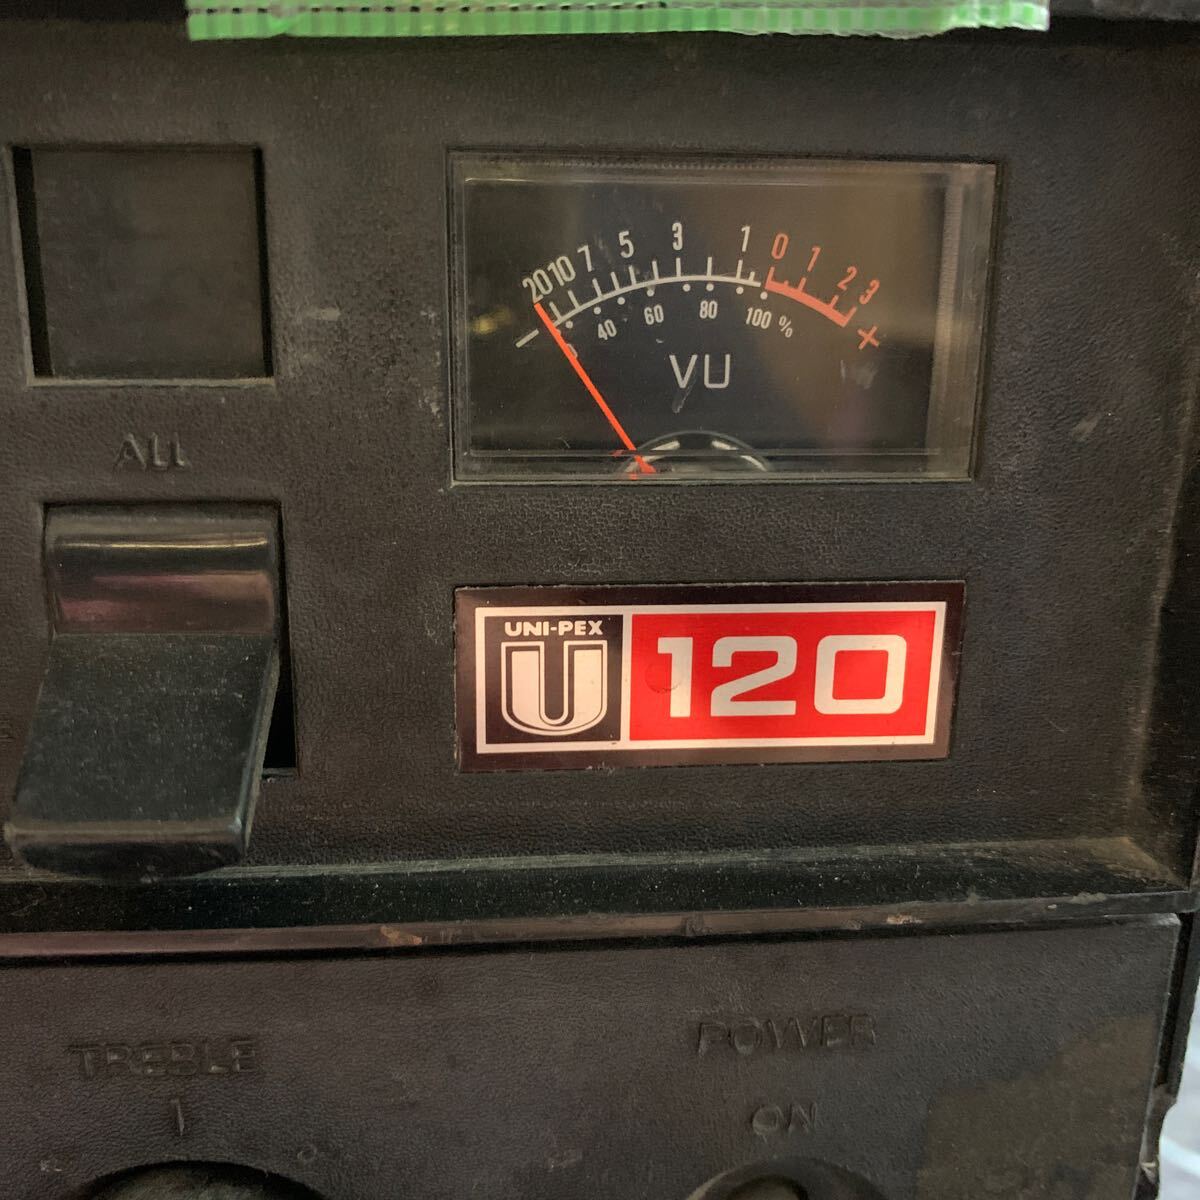 20 10 7 5 3 1 0 1 2 3
− 40 60 80 100 % +
VU
ALL
UNI-PEX
U 120
TREBLE
POWER
ON